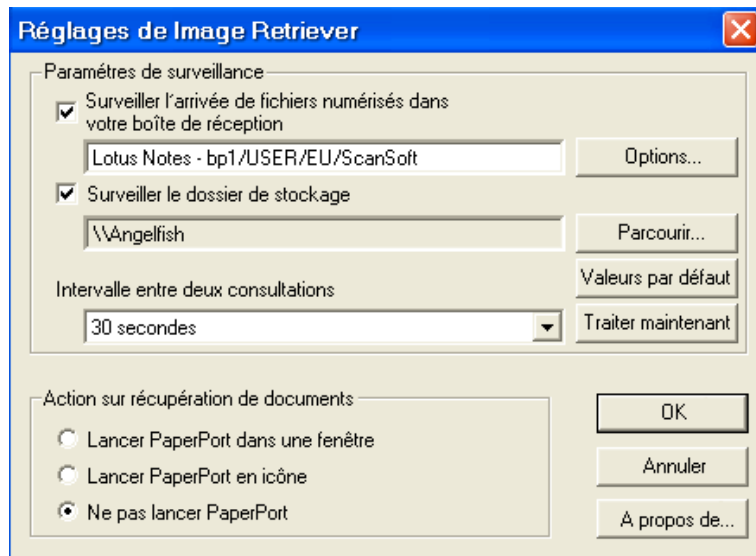 Réglages de Image Retriever
Paramétres de surveillance
Surveiller l'arrivée de fichiers numérisés dans
votre boîte de réception
Lotus Notes - bp1/USER/EU/ScanSoft
Options...
Surveiller le dossier de stockage
\\Angelfish
Parcourir...
Valeurs par défaut
Intervalle entre deux consultations
30 secondes
Traiter maintenant
Action sur récupération de documents
Lancer PaperPort dans une fenêtre
Lancer PaperPort en icône
Ne pas lancer PaperPort
OK
Annuler
A propos de...